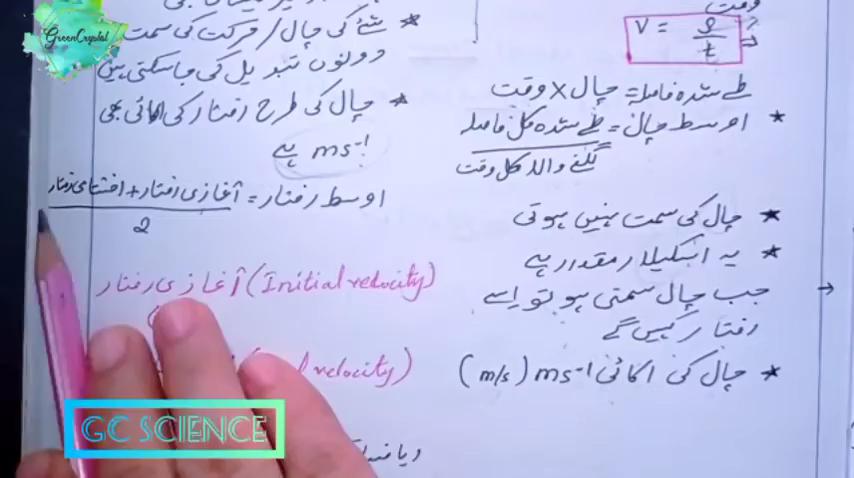 وقت
V = ρ/t
طے شدہ فاصلہ = چال X وقت
* اوسط چال = طے شدہ کل فاصلہ
لگنے والا کل وقت
* چال کی سمت نہیں ہوتی
* یہ اسکیلار مقدار ہے
→ جب چال سمتی ہو تو اسے
رفتار کہیں گے
* چال کی اکائی ms⁻¹ (m/s)
* شئے کی چال / حرکت کی سمت
دونوں تبدیل کی جاسکتی ہیں
* چال کی طرح رفتار کی اکائی بھی
ms⁻¹ ہے
اوسط رفتار = آغازی رفتار + اختتامی رفتار
2
آغازی رفتار (Initial velocity)
velocity)
GreenCrystal
GC SCIENCE